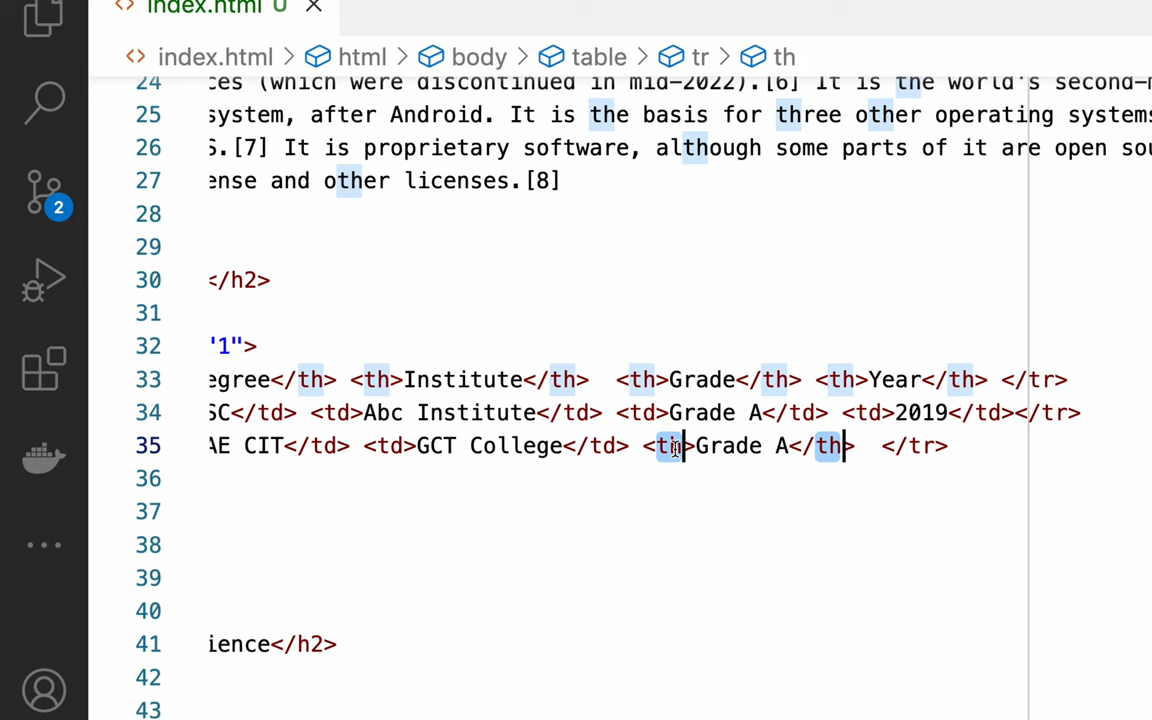 index.html U
index.html > html > body > table > tr > th
24 ces (which were discontinued in mid-2022).[6] It is the world's second-m
25 system, after Android. It is the basis for three other operating systems
26 S.[7] It is proprietary software, although some parts of it are open sou
27 ense and other licenses.[8]
28
29
30 </h2>
31
32 "1">
33 egree</th> <th>Institute</th>  <th>Grade</th> <th>Year</th> </tr>
34 SC</td> <td>Abc Institute</td> <td>Grade A</td> <td>2019</td></tr>
35 AE CIT</td> <td>GCT College</td> <th>Grade A</th>  </tr>
36
2
37
38
39
40
41 ience</h2>
42
43